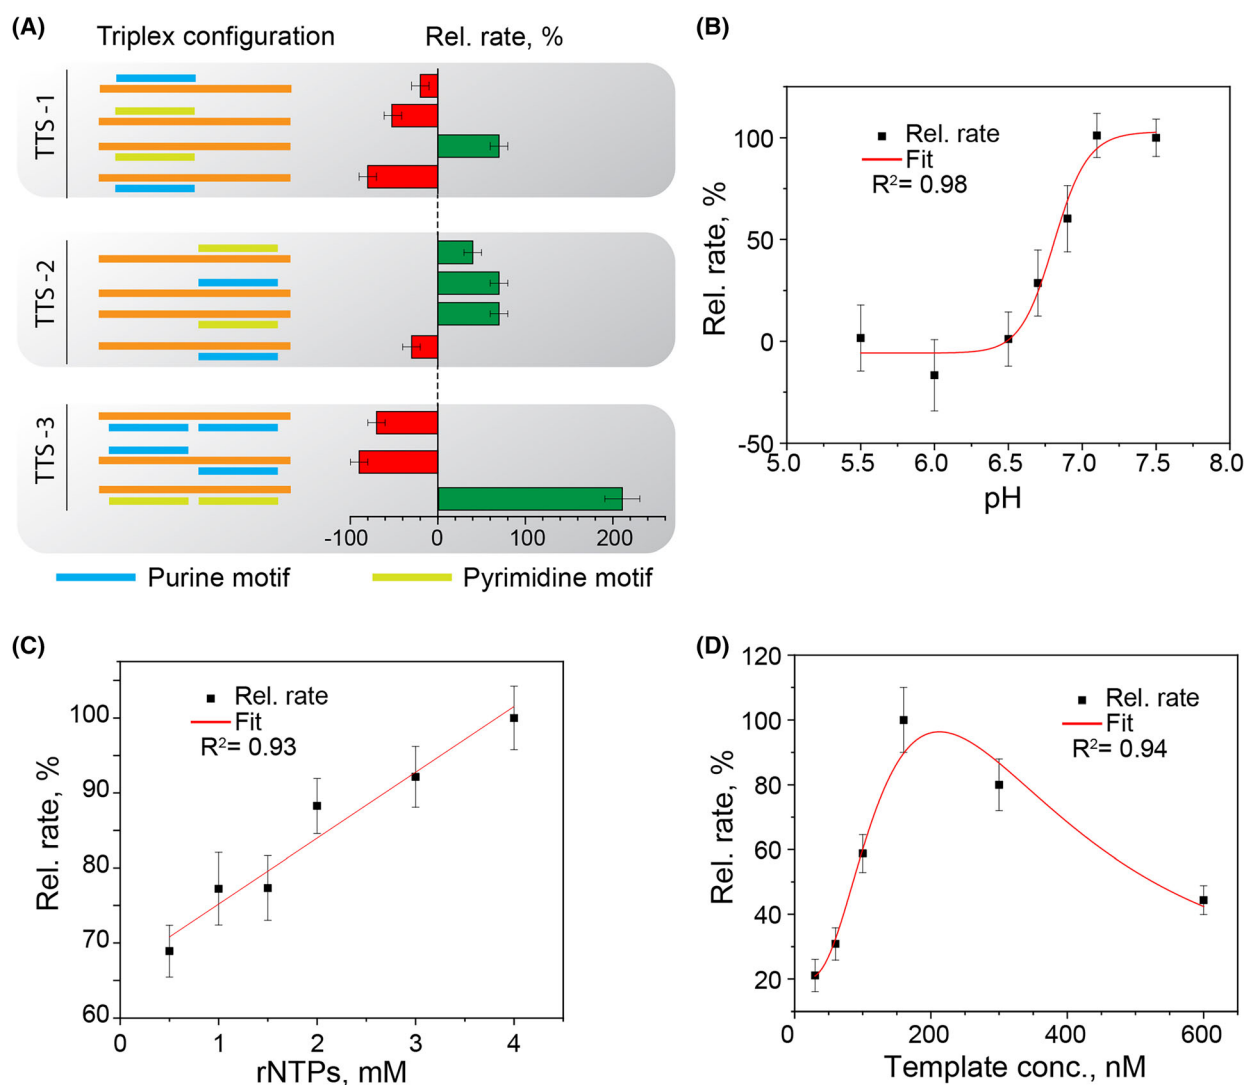 (A)
Triplex configuration
Rel. rate, %
TTS -1
TTS -2
TTS -3
-100 0 100 200
Purine motif
Pyrimidine motif
(B)
Rel. rate, %
100
50
0
-50
Rel. rate
Fit
R²= 0.98
5.0 5.5 6.0 6.5 7.0 7.5 8.0
pH
(C)
Rel. rate, %
100
90
80
70
60
Rel. rate
Fit
R²= 0.93
0 1 2 3 4
rNTPs, mM
(D)
Rel. rate, %
120
100
80
60
40
20
Rel. rate
Fit
R²= 0.94
0 200 400 600
Template conc., nM